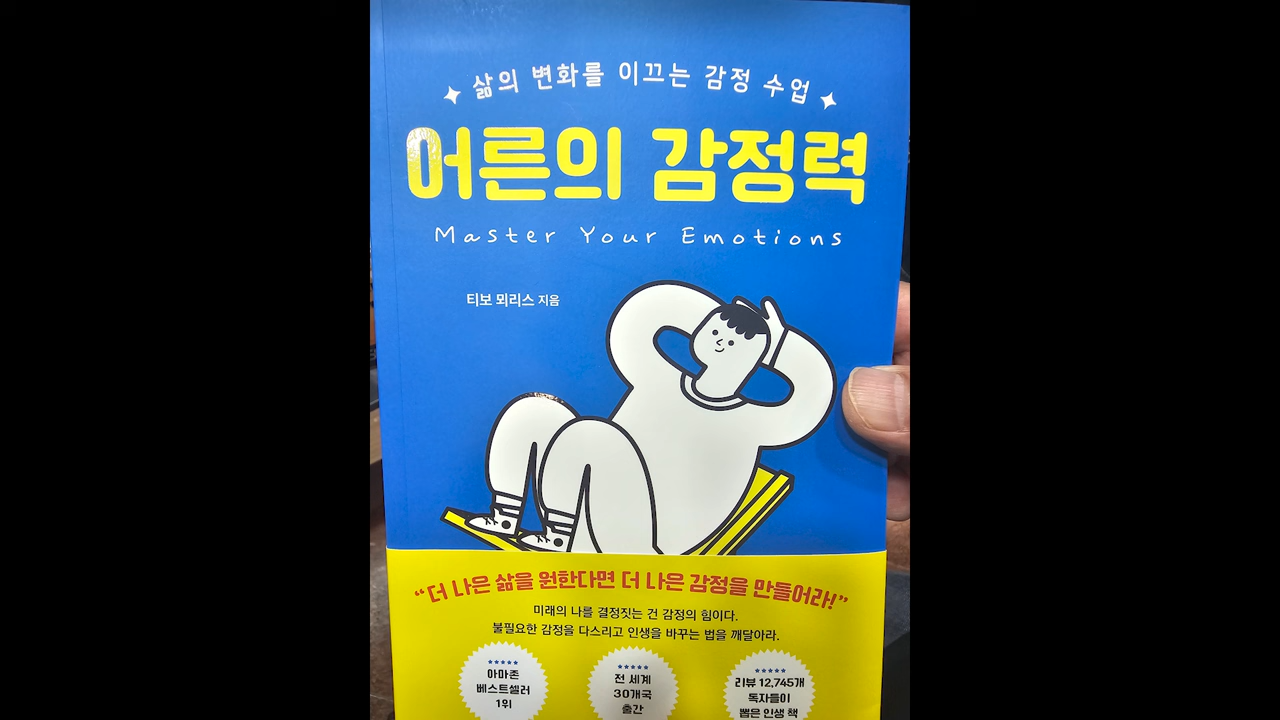 삶의 변화를 이끄는 감정 수업
어른의 감정력
Master Your Emotions
티보 뫼리스 지음
“더 나은 삶을 원한다면 더 나은 감정을 만들어라!”
미래의 나를 결정짓는 건 감정의 힘이다.
불필요한 감정을 다스리고 인생을 바꾸는 법을 깨달아라.
아마존
베스트셀러
1위
전 세계
30개국
출간
리뷰 12,745개
독자들이
뽑은 인생 책